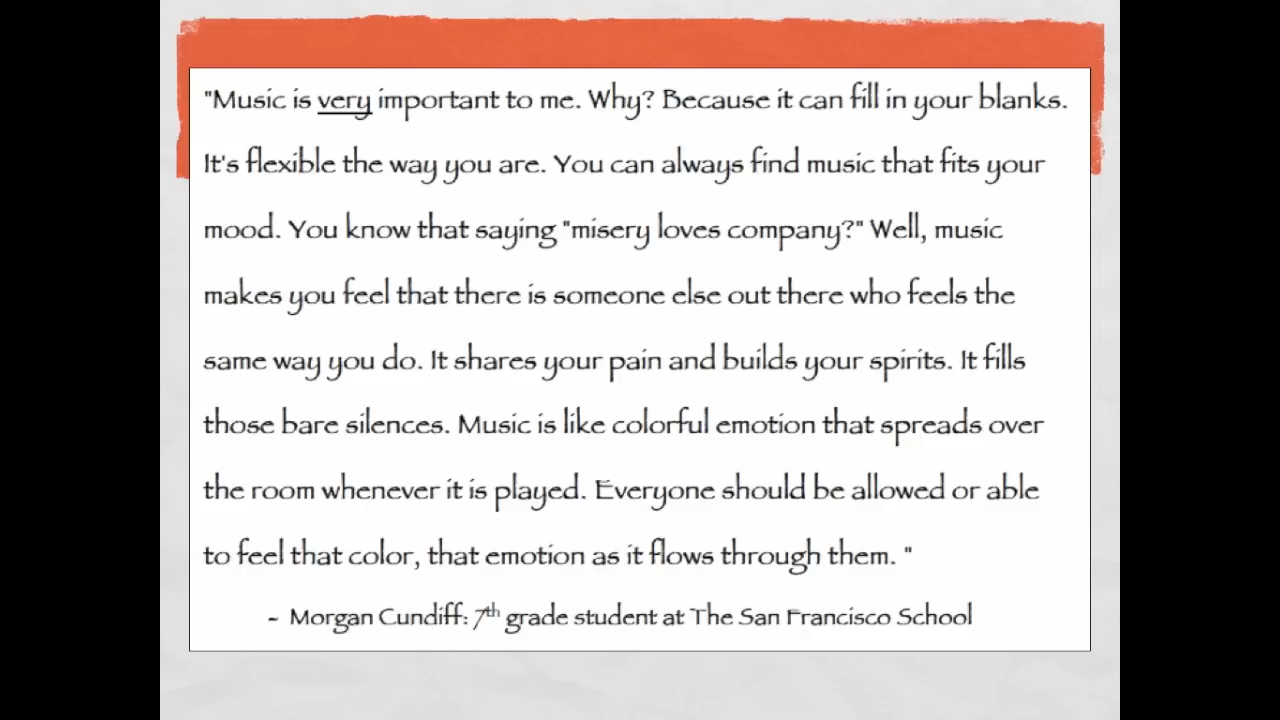 "Music is very important to me. Why? Because it can fill in your blanks.
It's flexible the way you are. You can always find music that fits your
mood. You know that saying "misery loves company?" Well, music
makes you feel that there is someone else out there who feels the
same way you do. It shares your pain and builds your spirits. It fills
those bare silences. Music is like colorful emotion that spreads over
the room whenever it is played. Everyone should be allowed or able
to feel that color, that emotion as it flows through them. "
- Morgan Cundiff: 7th grade student at The San Francisco School